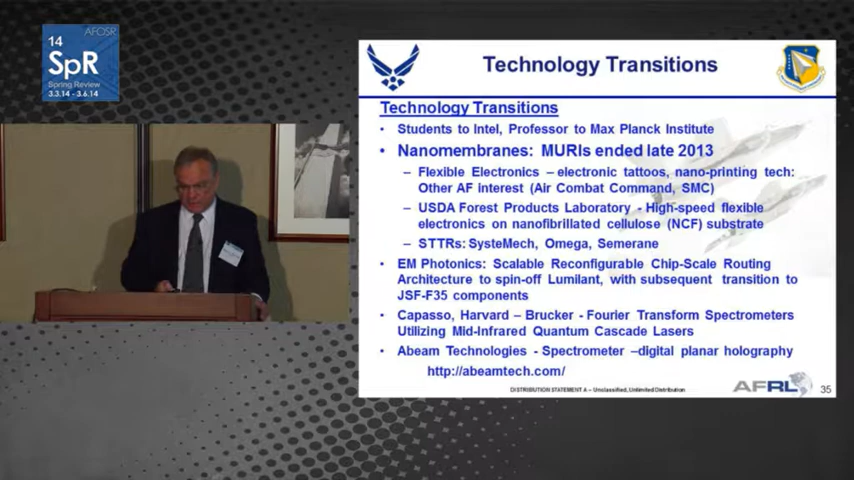 AFOSR
14
SpR
Spring Review
3.3.14 - 3.6.14
Technology Transitions
Technology Transitions
• Students to Intel, Professor to Max Planck Institute
• Nanomembranes: MURIs ended late 2013
– Flexible Electronics – electronic tattoos, nano-printing tech:
Other AF interest (Air Combat Command, SMC)
– USDA Forest Products Laboratory - High-speed flexible
electronics on nanofibrillated cellulose (NCF) substrate
– STTRs: SysteMech, Omega, Semerane
• EM Photonics: Scalable Reconfigurable Chip-Scale Routing
Architecture to spin-off Lumilant, with subsequent transition to
JSF-F35 components
• Capasso, Harvard – Brucker - Fourier Transform Spectrometers
Utilizing Mid-Infrared Quantum Cascade Lasers
• Abeam Technologies - Spectrometer –digital planar holography
http://abeamtech.com/
DISTRIBUTION STATEMENT A – Unclassified, Unlimited Distribution
AFRL
35